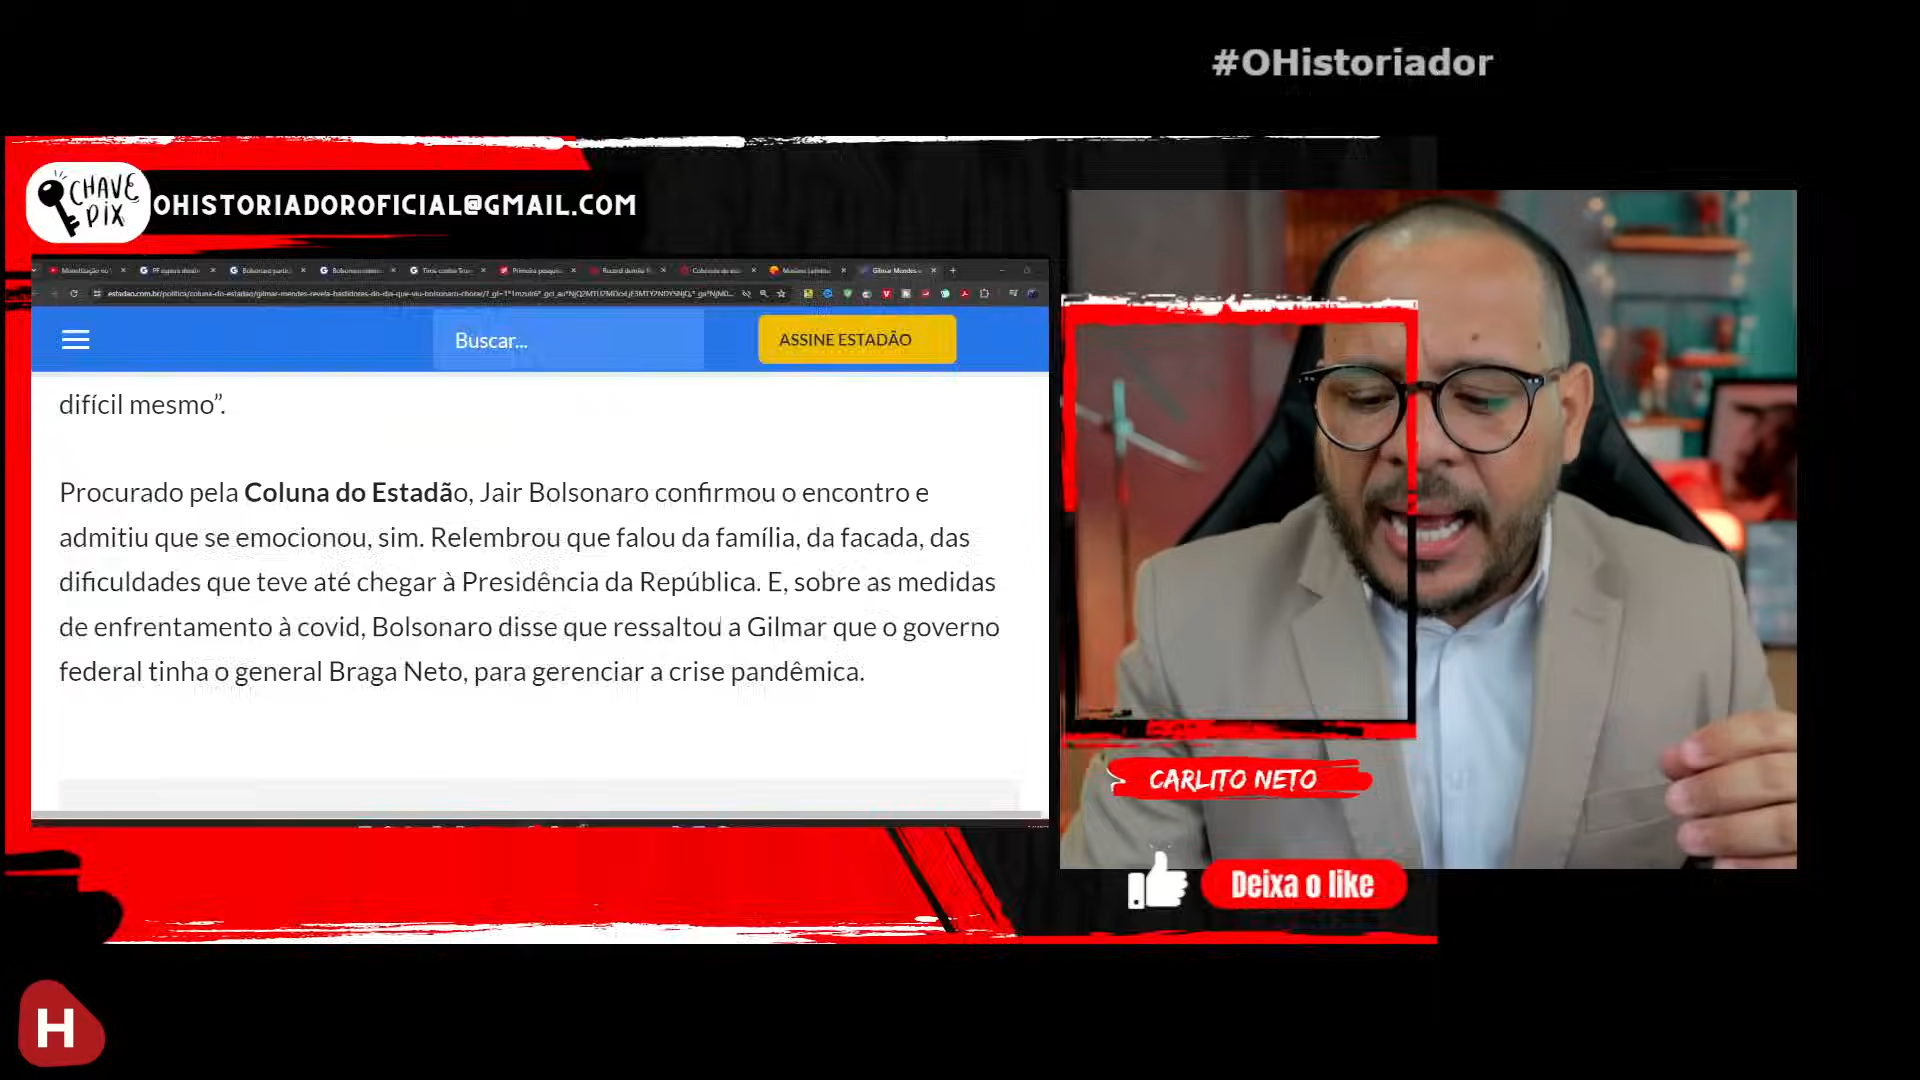 #OHistoriador
CHAVE
PIX
OHISTORIADOROFICIAL@GMAIL.COM
Buscar...
ASSINE ESTADÃO
difícil mesmo”.
Procurado pela Coluna do Estadão, Jair Bolsonaro confirmou o encontro e
admitiu que se emocionou, sim. Relembrou que falou da família, da facada, das
dificuldades que teve até chegar à Presidência da República. E, sobre as medidas
de enfrentamento à covid, Bolsonaro disse que ressaltou a Gilmar que o governo
federal tinha o general Braga Neto, para gerenciar a crise pandêmica.
CARLITO NETO
Deixa o like
H